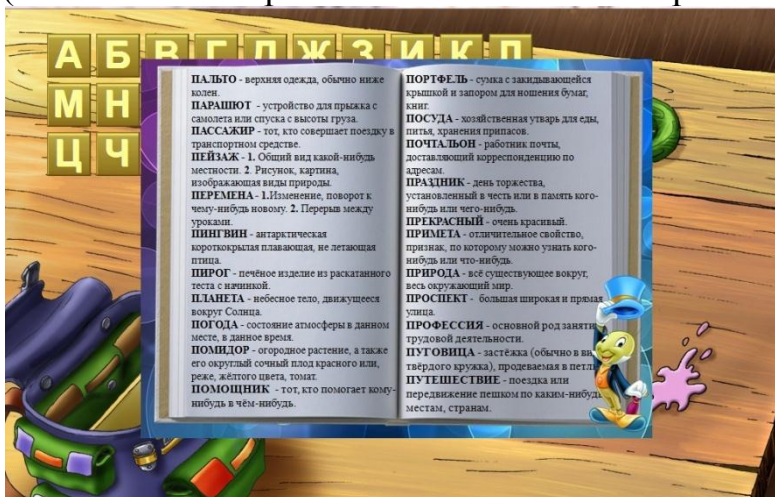 А Б В Г Д Ж З И К Л
М Н
Ц Ч
ПАЛЬТО - верхняя одежда, обычно ниже
колен.
ПАРАШЮТ - устройство для прыжка с
самолета или спуска с высоты груза.
ПАССАЖИР - тот, кто совершает поездку в
транспортном средстве.
ПЕЙЗАЖ - 1. Общий вид какой-нибудь
местности. 2. Рисунок, картина,
изображающая виды природы.
ПЕРЕМЕНА - 1.Изменение, поворот к
чему-нибудь новому. 2. Перерыв между
уроками.
ПИНГВИН - антарктическая
короткокрылая плавающая, не летающая
птица.
ПИРОГ - печёное изделие из раскатанного
теста с начинкой.
ПЛАНЕТА - небесное тело, движущееся
вокруг Солнца.
ПОГОДА - состояние атмосферы в данном
месте, в данное время.
ПОМИДОР - огородное растение, а также
его округлый сочный плод красного или,
реже, жёлтого цвета, томат.
ПОМОЩНИК - тот, кто помогает кому-
нибудь в чём-нибудь.
ПОРТФЕЛЬ - сумка с закидывающейся
крышкой и запором для ношения бумаг,
книг.
ПОСУДА - хозяйственная утварь для еды,
питья, хранения припасов.
ПОЧТАЛЬОН - работник почты,
доставляющий корреспонденцию по
адресам.
ПРАЗДНИК - день торжества,
установленный в честь или в память кого-
нибудь или чего-нибудь.
ПРЕКРАСНЫЙ - очень красивый.
ПРИМЕТА - отличительное свойство,
признак, по которому можно узнать кого-
нибудь или что-нибудь.
ПРИРОДА - всё существующее вокруг,
весь окружающий мир.
ПРОСПЕКТ - большая широкая и прямая
улица.
ПРОФЕССИЯ - основной род заняти
трудовой деятельности.
ПУГОВИЦА - застёжка (обычно в ви
твёрдого кружка), продеваемая в петл
ПУТЕШЕСТВИЕ - поездка или
передвижение пешком по каким-нибудь
местам, странам.